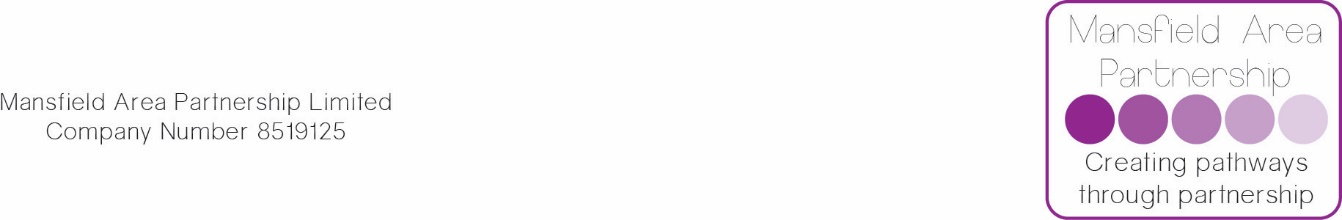 Mansfield Area Partnership Limited
Company Number 8519125
Mansfield Area
Partnership
Creating pathways
through partnership